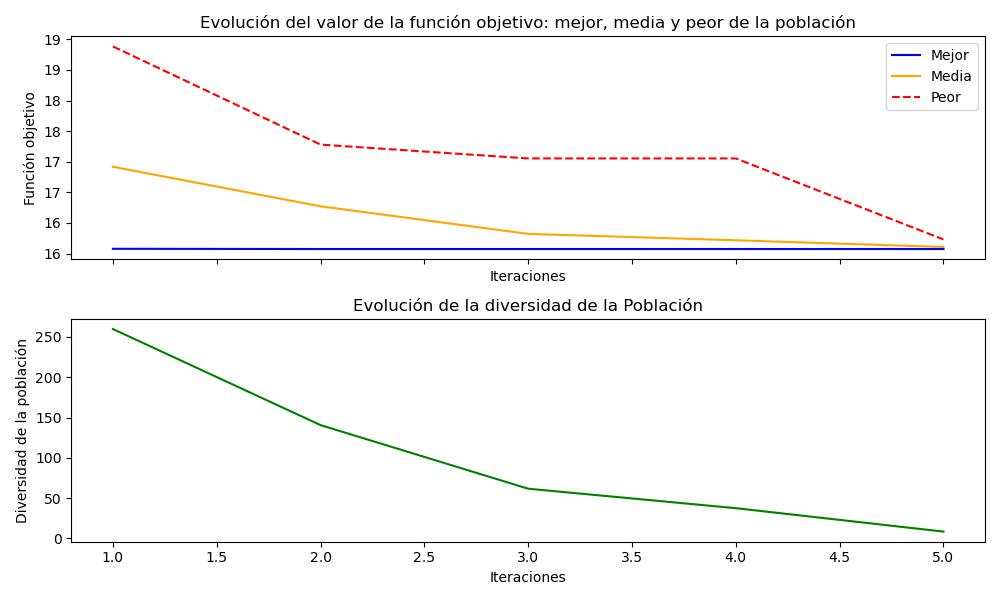 Evolución del valor de la función objetivo: mejor, media y peor de la población
Función objetivo
19
19
18
18
17
17
16
16
Mejor
Media
Peor
Iteraciones
Evolución de la diversidad de la Población
Diversidad de la población
250
200
150
100
50
0
1.0 1.5 2.0 2.5 3.0 3.5 4.0 4.5 5.0
Iteraciones